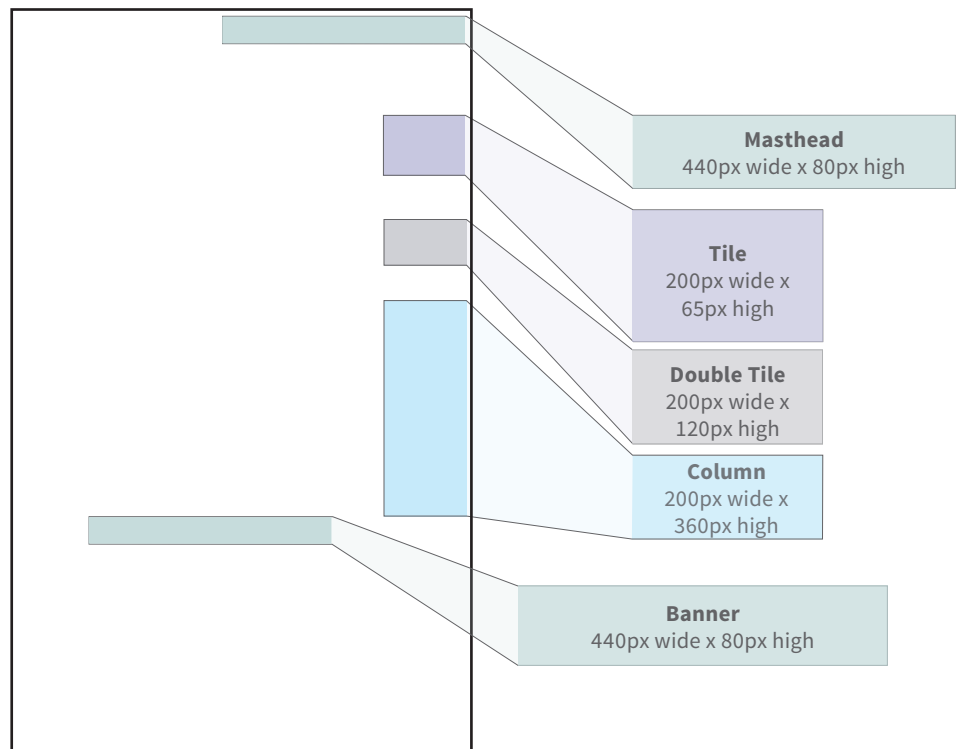 Masthead
440px wide x 80px high
Tile
200px wide x
65px high
Double Tile
200px wide x
120px high
Column
200px wide x
360px high
Banner
440px wide x 80px high